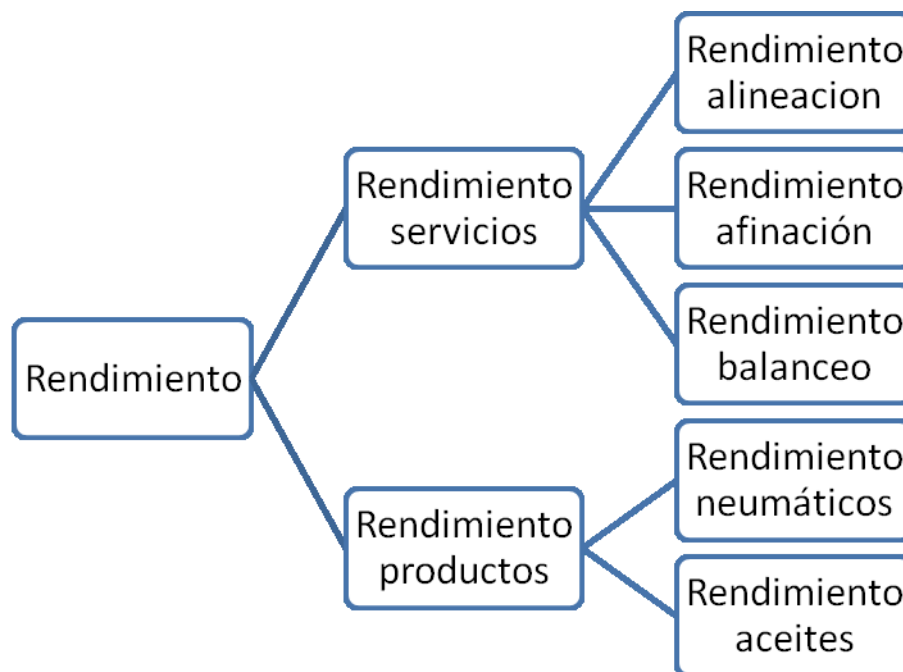 Rendimiento
Rendimiento
servicios
Rendimiento
productos
Rendimiento
alineacion
Rendimiento
afinación
Rendimiento
balanceo
Rendimiento
neumáticos
Rendimiento
aceites